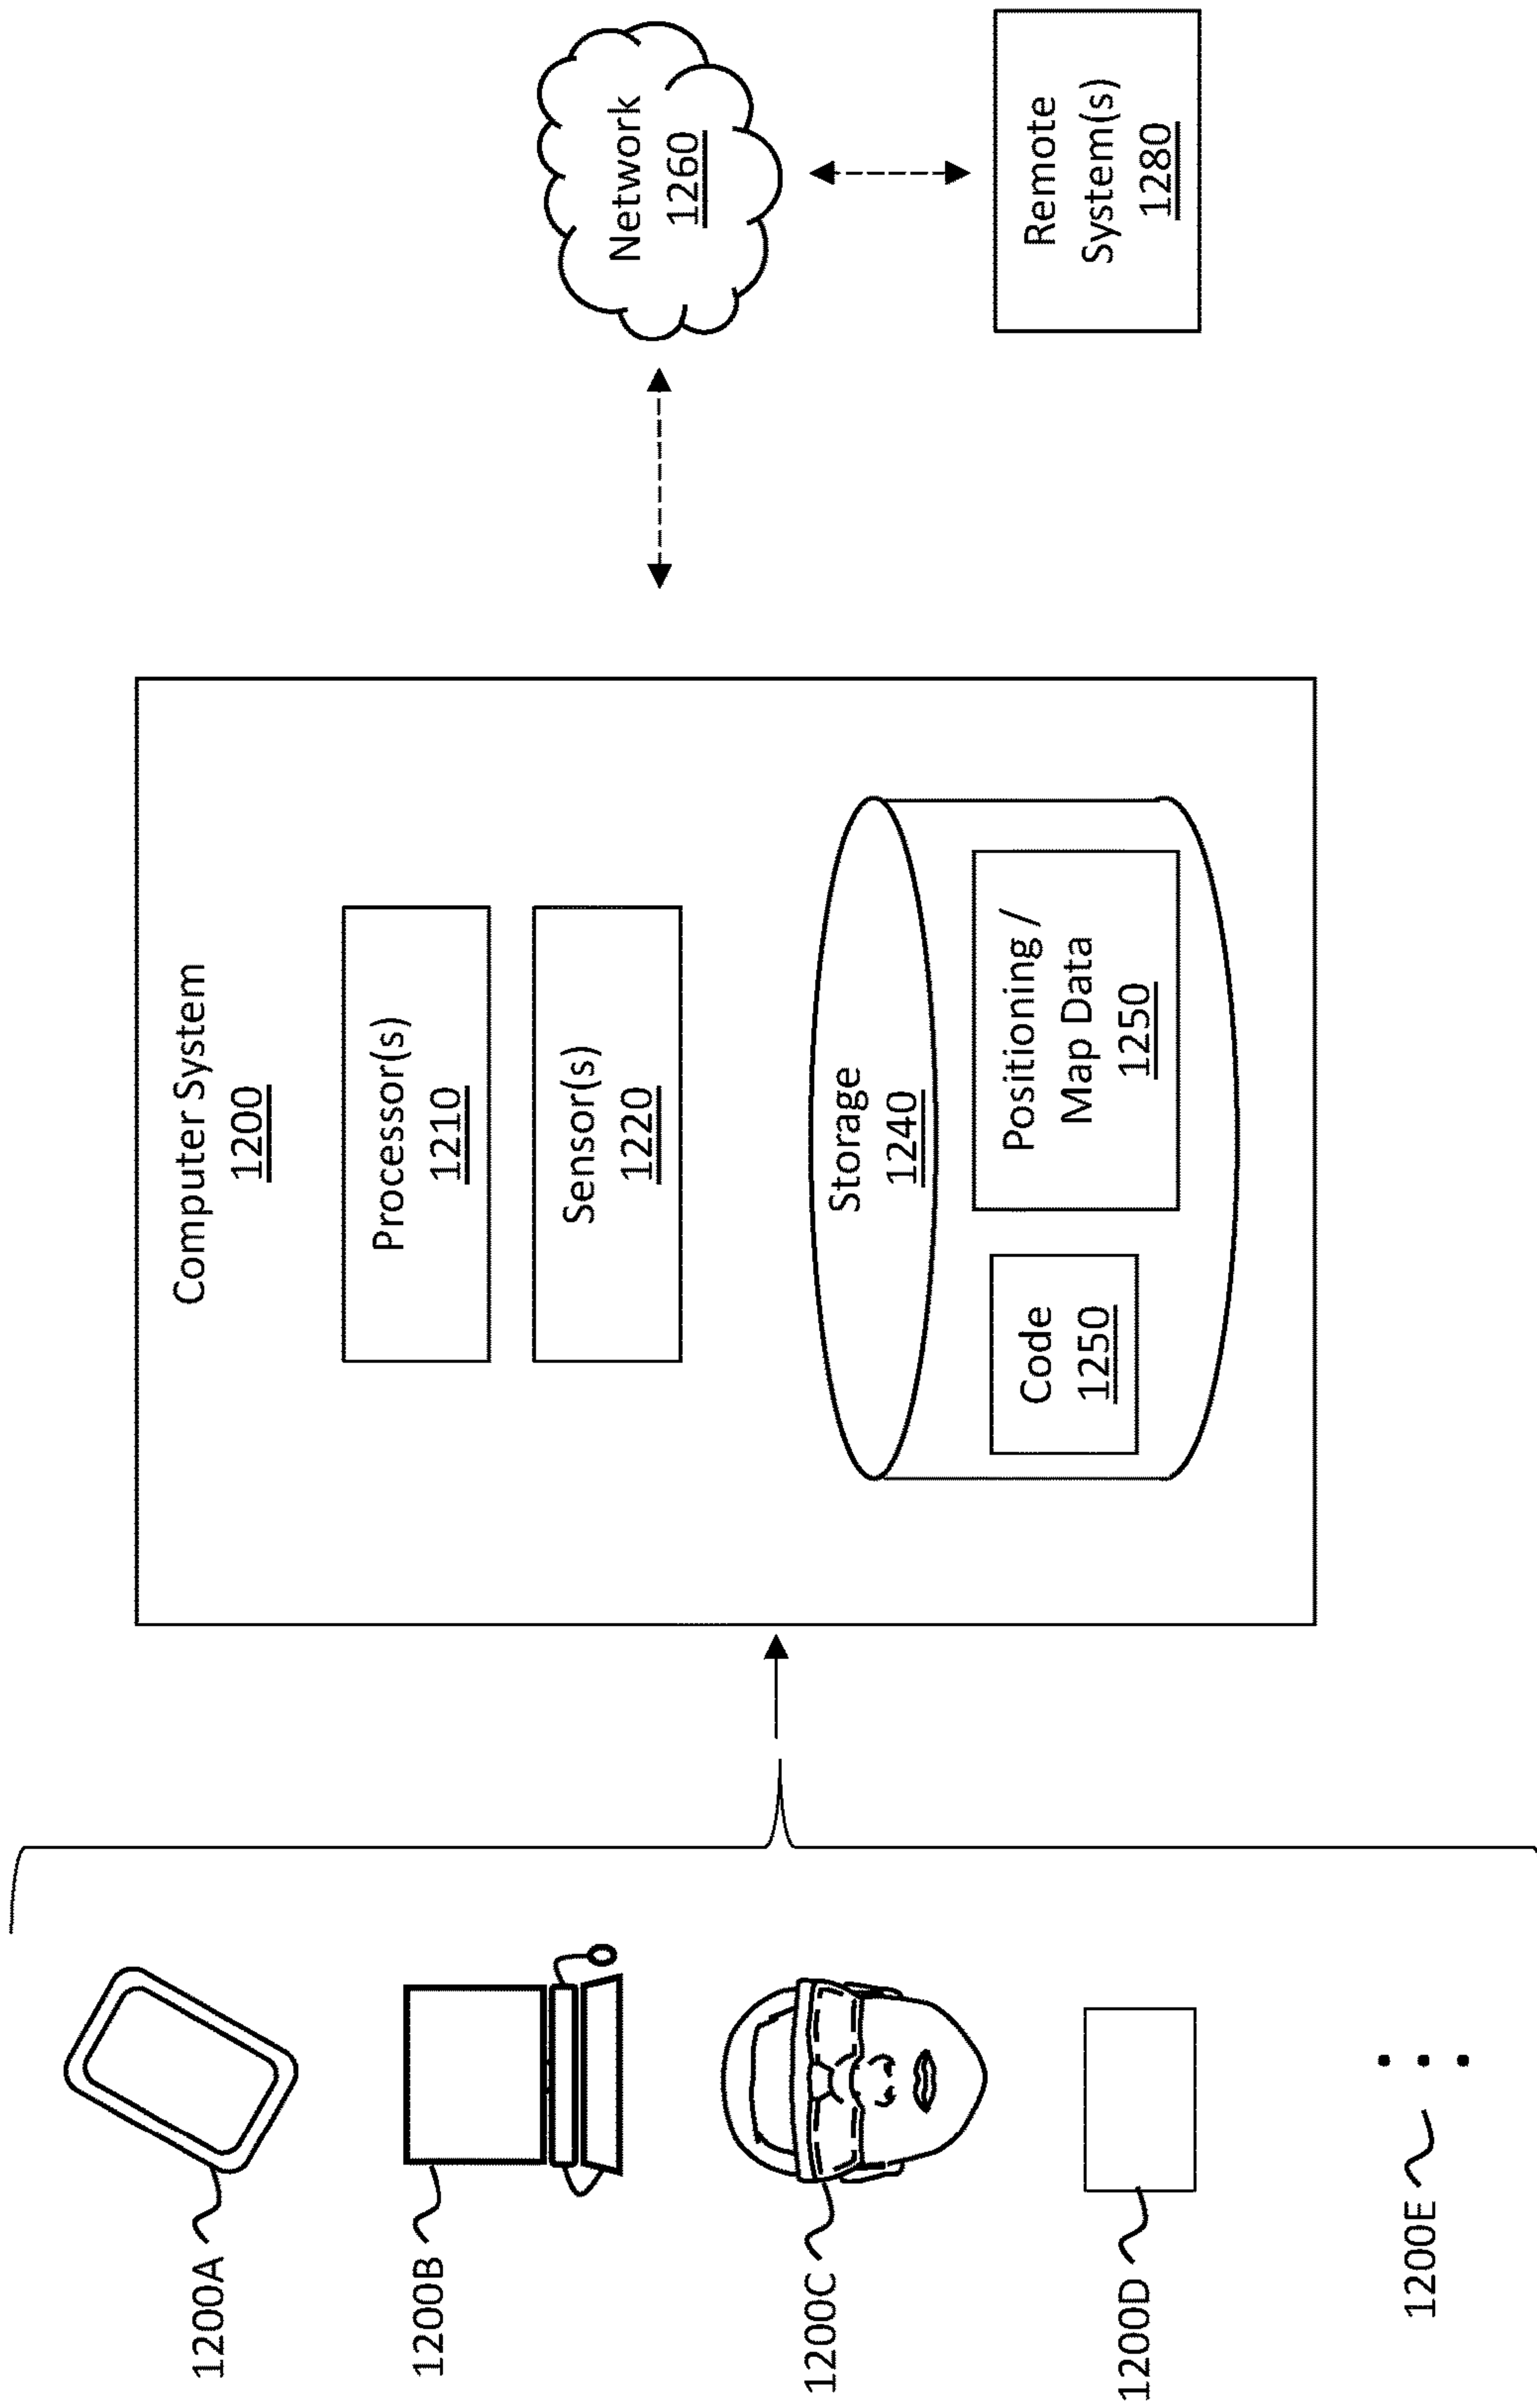 1200A
1200B
1200C
1200D
1200E
Computer System
1200
Processor(s)
1210
Sensor(s)
1220
Storage
1240
Code
1250
Positioning /
Map Data
1250
Network
1260
Remote
System(s)
1280